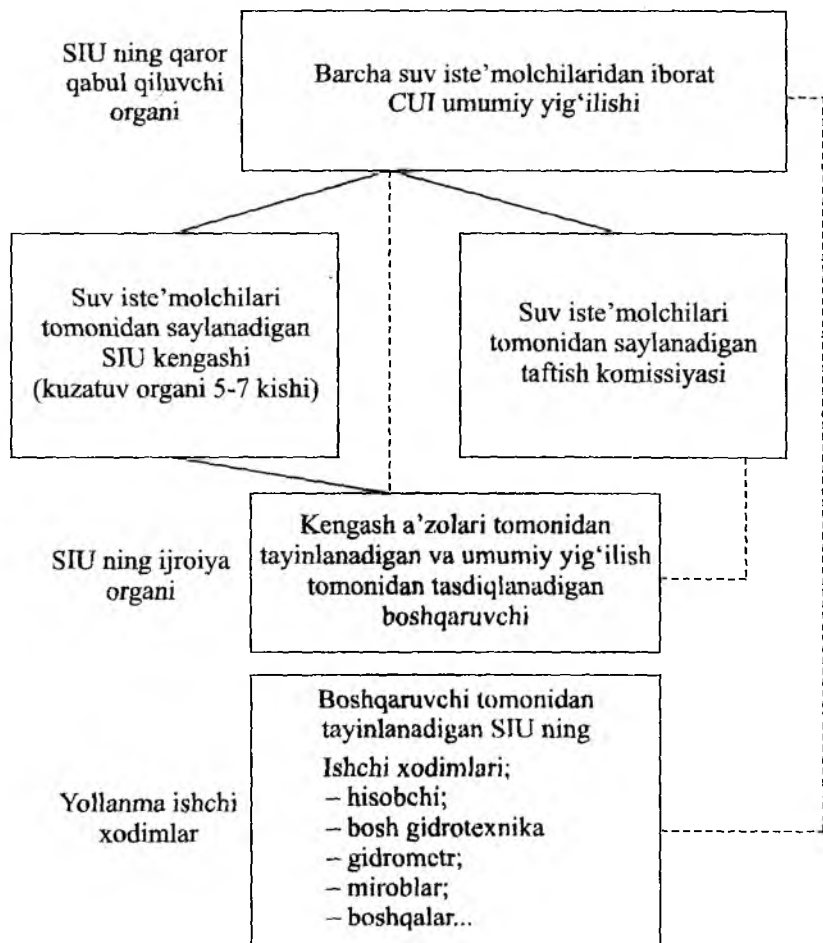 SIU ning qaror
qabul qiluvchi
organi
Barcha suv iste’molchilaridan iborat
CUI umumiy yig‘ilishi
Suv iste’molchilari
tomonidan saylanadigan
SIU kengashi
(kuzatuv organi 5-7 kishi)
Suv iste’molchilari
tomonidan saylanadigan
taftish komissiyasi
SIU ning ijroiya
organi
Kengash a’zolari tomonidan
tayinlanadigan va umumiy yig‘ilish
tomonidan tasdiqlanadigan
boshqaruvchi
Yollanma ishchi
xodimlar
Boshqaruvchi tomonidan
tayinlanadigan SIU ning
Ishchi xodimlari;
– hisobchi;
– bosh gidrotexnika
– gidrometr;
– miroblar;
– boshqalar...